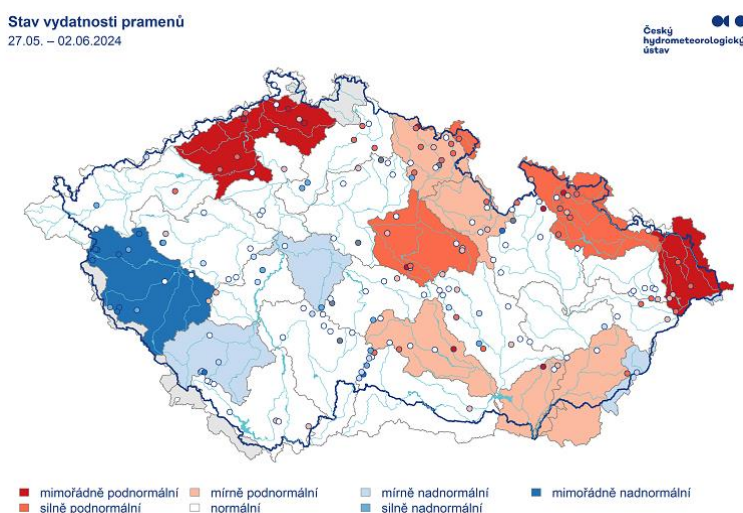 Stav vydatnosti pramenů
27.05. – 02.06.2024
Český
hydrometeorologický
ústav
mimořádně podnormální
mírně podnormální
mírně nadnormální
mimořádně nadnormální
silně podnormální
normální
silně nadnormální